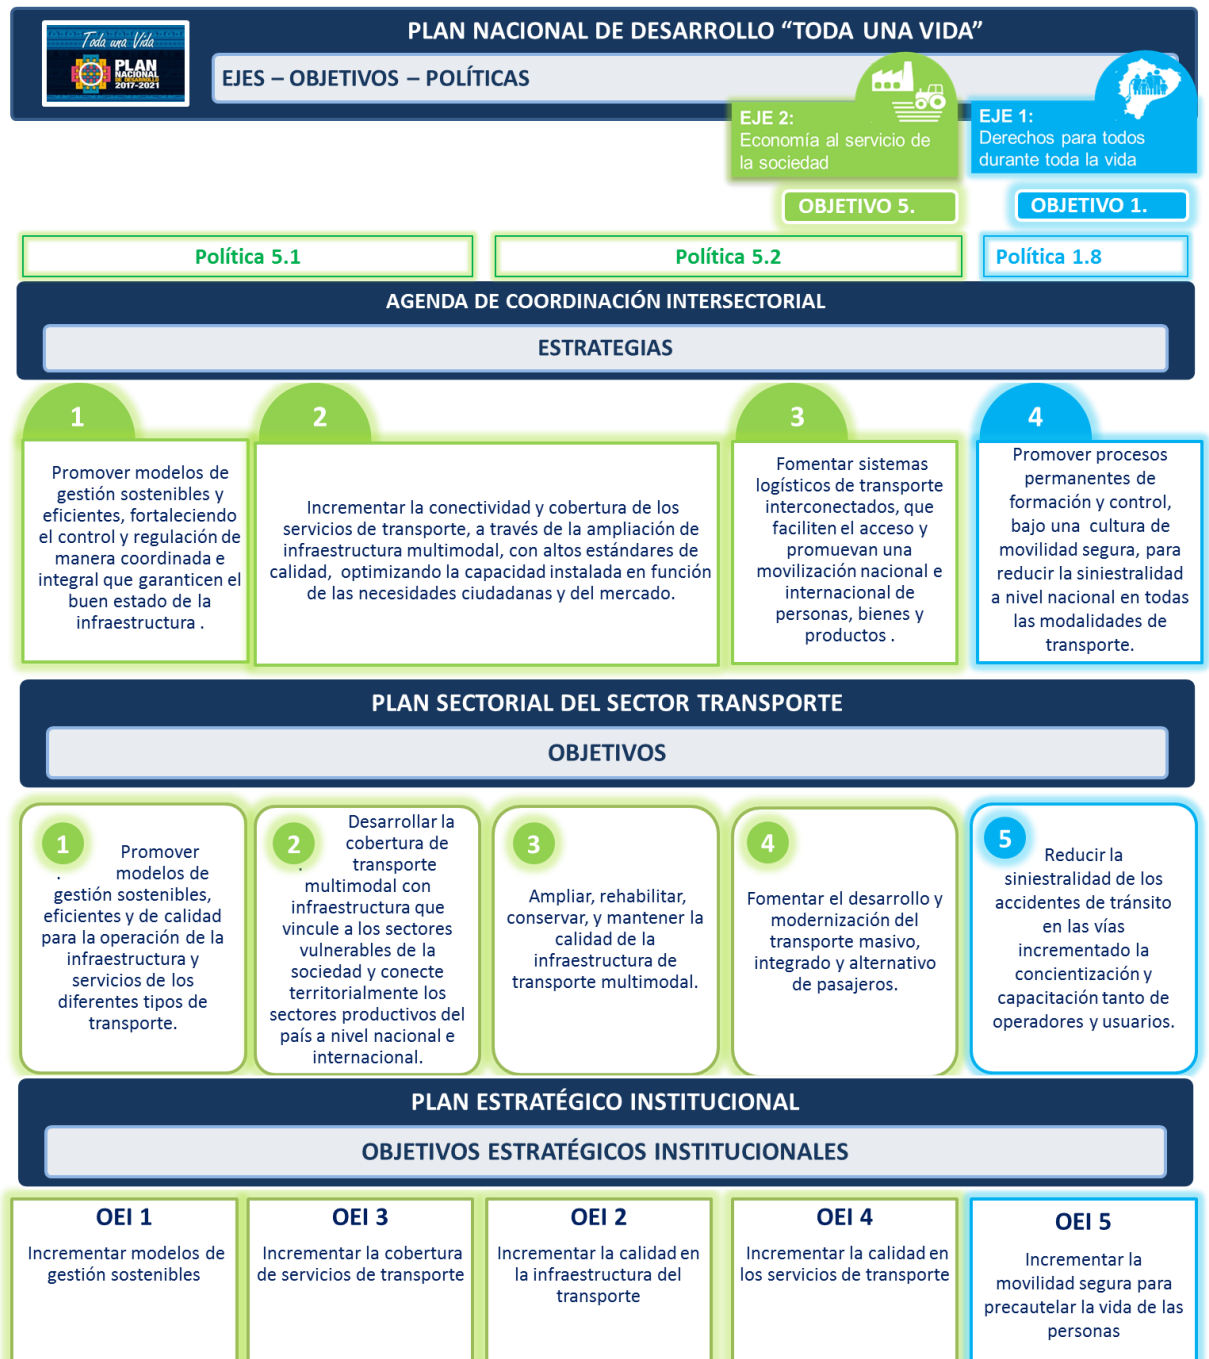 PLAN NACIONAL DE DESARROLLO “TODA UNA VIDA”
Toda una Vida
PLAN
NACIONAL
DE DESARROLLO
2017-2021
EJES – OBJETIVOS – POLÍTICAS
EJE 2:
Economía al servicio de
la sociedad
EJE 1:
Derechos para todos
durante toda la vida
OBJETIVO 5.
OBJETIVO 1.
Política 5.1
Política 5.2
Política 1.8
AGENDA DE COORDINACIÓN INTERSECTORIAL
ESTRATEGIAS
1
Promover modelos de
gestión sostenibles y
eficientes, fortaleciendo
el control y regulación de
manera coordinada e
integral que garanticen el
buen estado de la
infraestructura .
2
Incrementar la conectividad y cobertura de los
servicios de transporte, a través de la ampliación de
infraestructura multimodal, con altos estándares de
calidad, optimizando la capacidad instalada en función
de las necesidades ciudadanas y del mercado.
3
Fomentar sistemas
logísticos de transporte
interconectados, que
faciliten el acceso y
promuevan una
movilización nacional e
internacional de
personas, bienes y
productos .
4
Promover procesos
permanentes de
formación y control,
bajo una cultura de
movilidad segura, para
reducir la siniestralidad
a nivel nacional en todas
las modalidades de
transporte.
PLAN SECTORIAL DEL SECTOR TRANSPORTE
OBJETIVOS
1
Promover
. modelos de
gestión sostenibles,
eficientes y de calidad
para la operación de la
infraestructura y
servicios de los
diferentes tipos de
transporte.
2
Desarrollar la
cobertura de
. transporte
multimodal con
infraestructura que
vincule a los sectores
vulnerables de la
sociedad y conecte
territorialmente los
sectores productivos del
país a nivel nacional e
internacional.
3
Ampliar, rehabilitar,
conservar, y mantener la
calidad de la
infraestructura de
transporte multimodal.
4
Fomentar el desarrollo y
modernización del
transporte masivo,
integrado y alternativo
de pasajeros.
5
Reducir la
siniestralidad de los
accidentes de tránsito
en las vías
incrementado la
concientización y
capacitación tanto de
operadores y usuarios.
PLAN ESTRATÉGICO INSTITUCIONAL
OBJETIVOS ESTRATÉGICOS INSTITUCIONALES
OEI 1
Incrementar modelos de
gestión sostenibles
OEI 3
Incrementar la cobertura
de servicios de transporte
OEI 2
Incrementar la calidad en
la infraestructura del
transporte
OEI 4
Incrementar la calidad en
los servicios de transporte
OEI 5
Incrementar la
movilidad segura para
precautelar la vida de las
personas